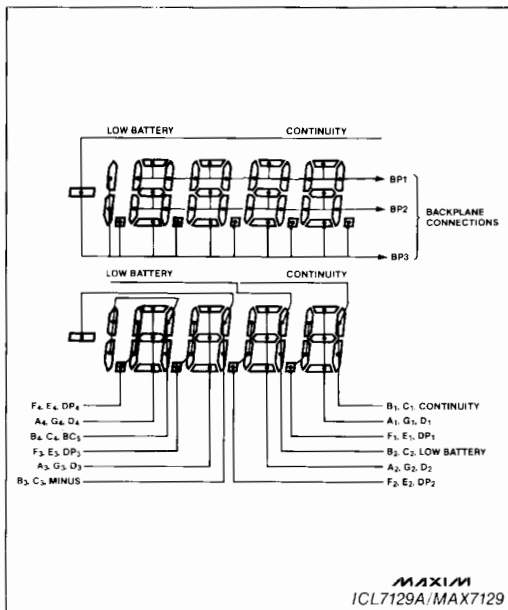 LOW BATTERY CONTINUITY
BP1
BP2
BACKPLANE
CONNECTIONS
BP3
LOW BATTERY CONTINUITY
F4, E4, DP4
A4, G4, D4
B4, C4, BC5
F3, E3, DP3
A3, G3, D3
B3, C3, MINUS
B1, C1, CONTINUITY
A1, G1, D1
F1, E1, DP1
B2, C2, LOW BATTERY
A2, G2, D2
F2, E2, DP2
MAXIM
ICL7129A/MAX7129